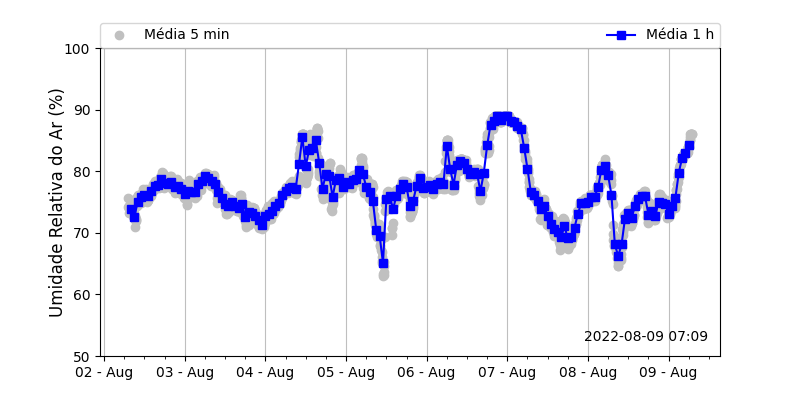 Média 5 min
Média 1 h
Umidade Relativa do Ar (%)
100
90
80
70
60
50
2022-08-09 07:09
02 - Aug
03 - Aug
04 - Aug
05 - Aug
06 - Aug
07 - Aug
08 - Aug
09 - Aug